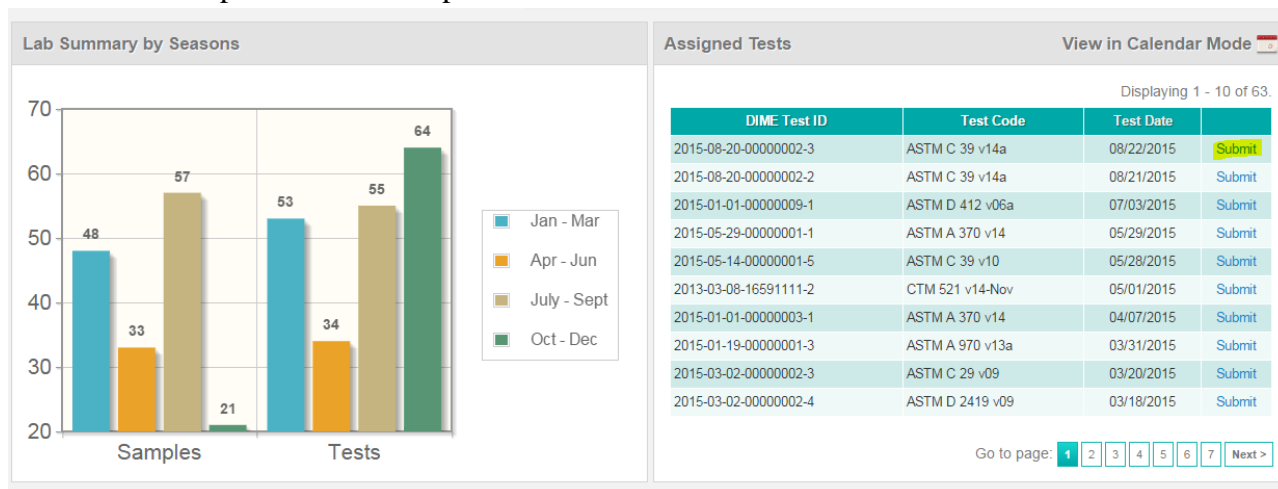 Lab Summary by Seasons
70
60
50
40
30
20
48
33
57
21
53
34
55
64
Samples
Tests
Jan - Mar
Apr - Jun
July - Sept
Oct - Dec
Assigned Tests View in Calendar Mode
Displaying 1 - 10 of 63.
DIME Test ID Test Code Test Date
2015-08-20-00000002-3 ASTM C 39 v14a 08/22/2015 Submit
2015-08-20-00000002-2 ASTM C 39 v14a 08/21/2015 Submit
2015-01-01-00000009-1 ASTM D 412 v06a 07/03/2015 Submit
2015-05-29-00000001-1 ASTM A 370 v14 05/29/2015 Submit
2015-05-14-00000001-5 ASTM C 39 v10 05/28/2015 Submit
2013-03-08-16591111-2 CTM 521 v14-Nov 05/01/2015 Submit
2015-01-01-00000003-1 ASTM A 370 v14 04/07/2015 Submit
2015-01-19-00000001-3 ASTM A 970 v13a 03/31/2015 Submit
2015-03-02-00000002-3 ASTM C 29 v09 03/20/2015 Submit
2015-03-02-00000002-4 ASTM D 2419 v09 03/18/2015 Submit
Go to page: 1 2 3 4 5 6 7 Next >